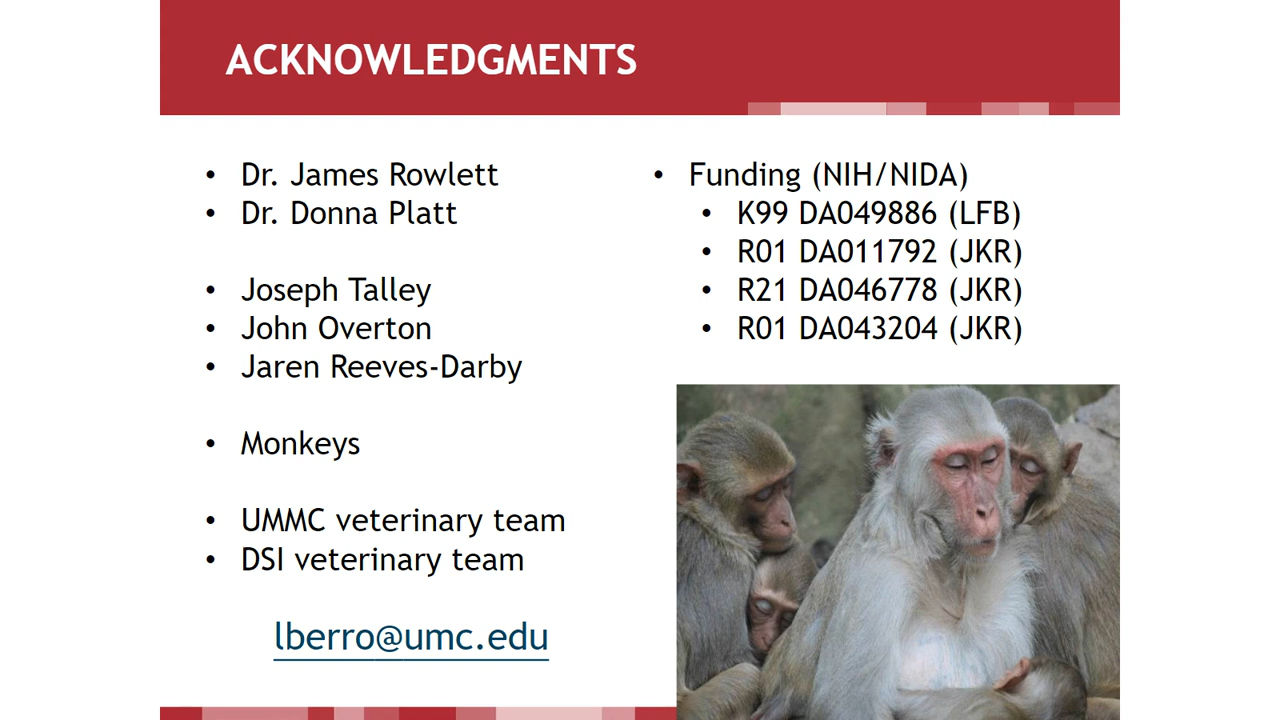 ACKNOWLEDGMENTS
• Dr. James Rowlett
• Dr. Donna Platt
• Joseph Talley
• John Overton
• Jaren Reeves-Darby
• Monkeys
• UMMC veterinary team
• DSI veterinary team
lberro@umc.edu
• Funding (NIH/NIDA)
• K99 DA049886 (LFB)
• R01 DA011792 (JKR)
• R21 DA046778 (JKR)
• R01 DA043204 (JKR)